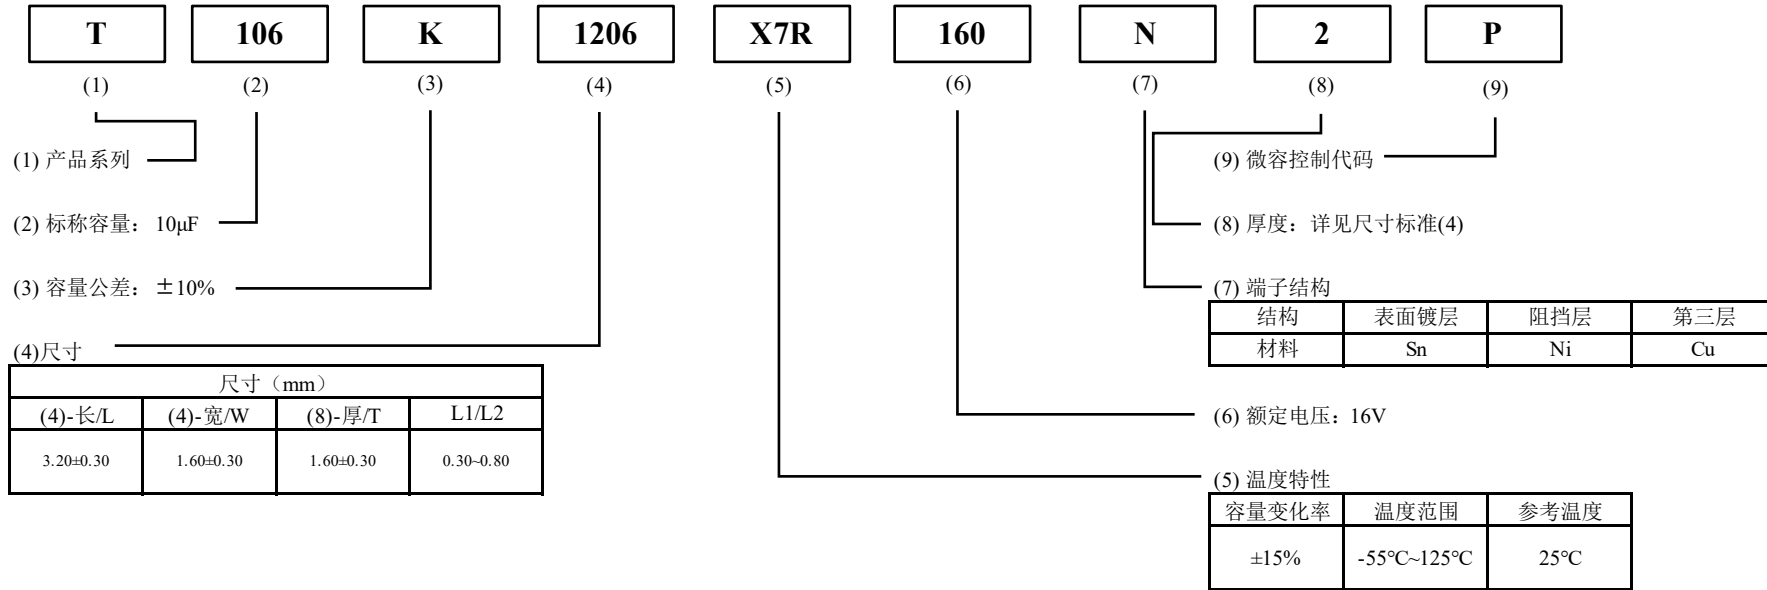 T 106 K 1206 X7R 160 N 2 P
(1) (2) (3) (4) (5) (6) (7) (8) (9)
(1) 产品系列
(2) 标称容量： 10μF
(3) 容量公差： ±10%
(4)尺寸
尺寸（mm）
(4)-长/L (4)-宽/W (8)-厚/T L1/L2
3.20±0.30 1.60±0.30 1.60±0.30 0.30~0.80
(9) 微容控制代码
(8) 厚度：详见尺寸标准(4)
(7) 端子结构
结构 表面镀层 阻挡层 第三层
材料 Sn Ni Cu
(6) 额定电压：16V
(5) 温度特性
容量变化率 温度范围 参考温度
±15% -55℃~125℃ 25℃